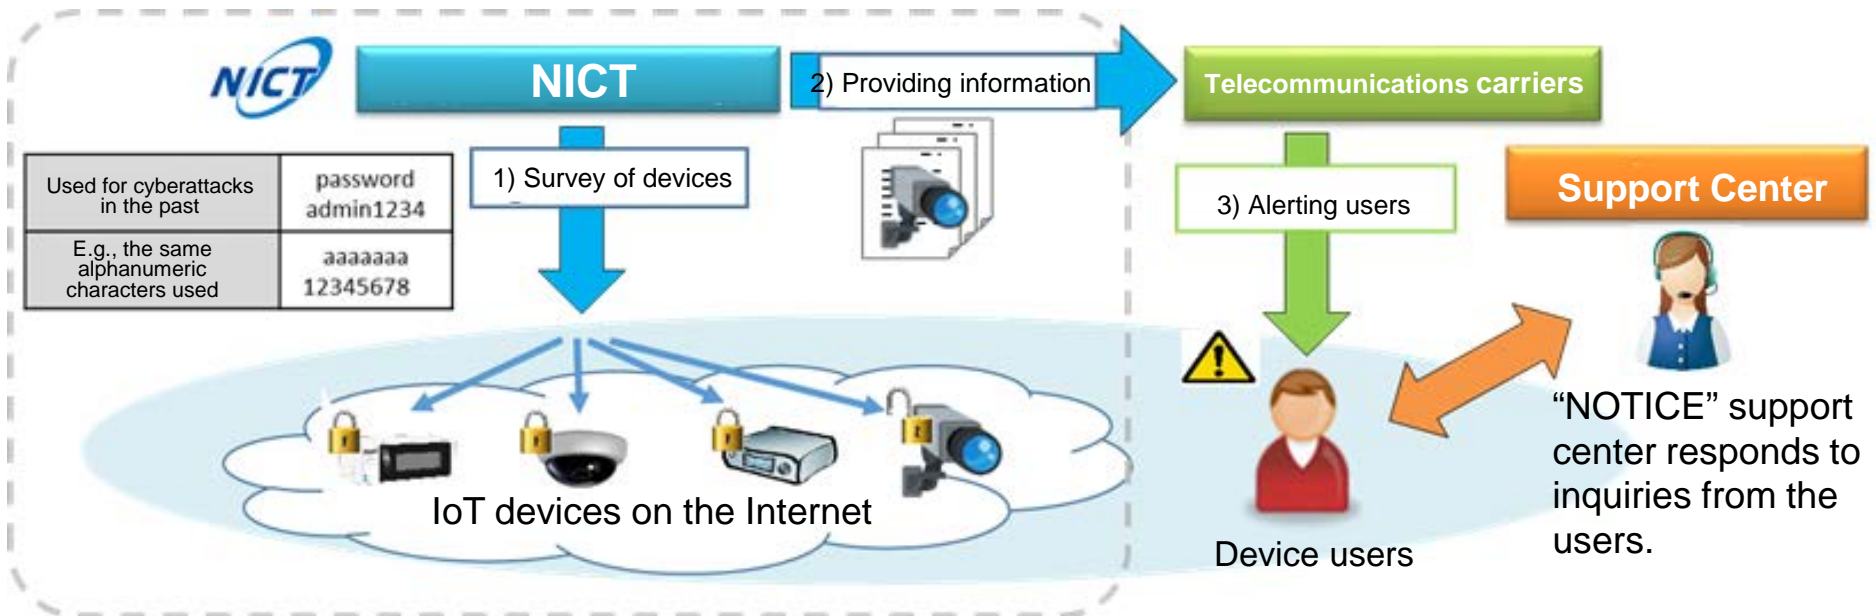 NICT
NICT
2) Providing information
Telecommunications carriers
Used for cyberattacks
in the past
password
admin1234
E.g., the same
alphanumeric
characters used
aaaaaaa
12345678
1) Survey of devices
3) Alerting users
Support Center
IoT devices on the Internet
Device users
“NOTICE” support
center responds to
inquiries from the
users.